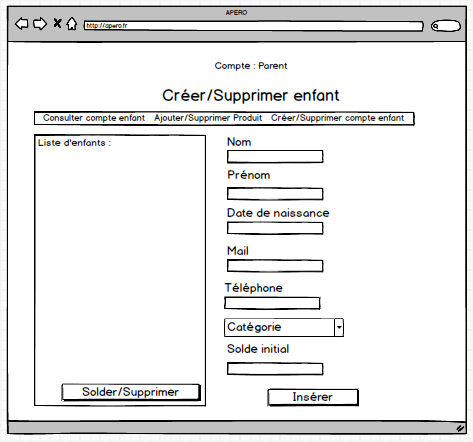 APERO
http://apero.fr
Compte : Parent
Créer/Supprimer enfant
Consulter compte enfant Ajouter/Supprimer Produit Créer/Supprimer compte enfant
Liste d'enfants :
Solder/Supprimer
Nom
Prénom
Date de naissance
Mail
Téléphone
Catégorie
Solde initial
Insérer